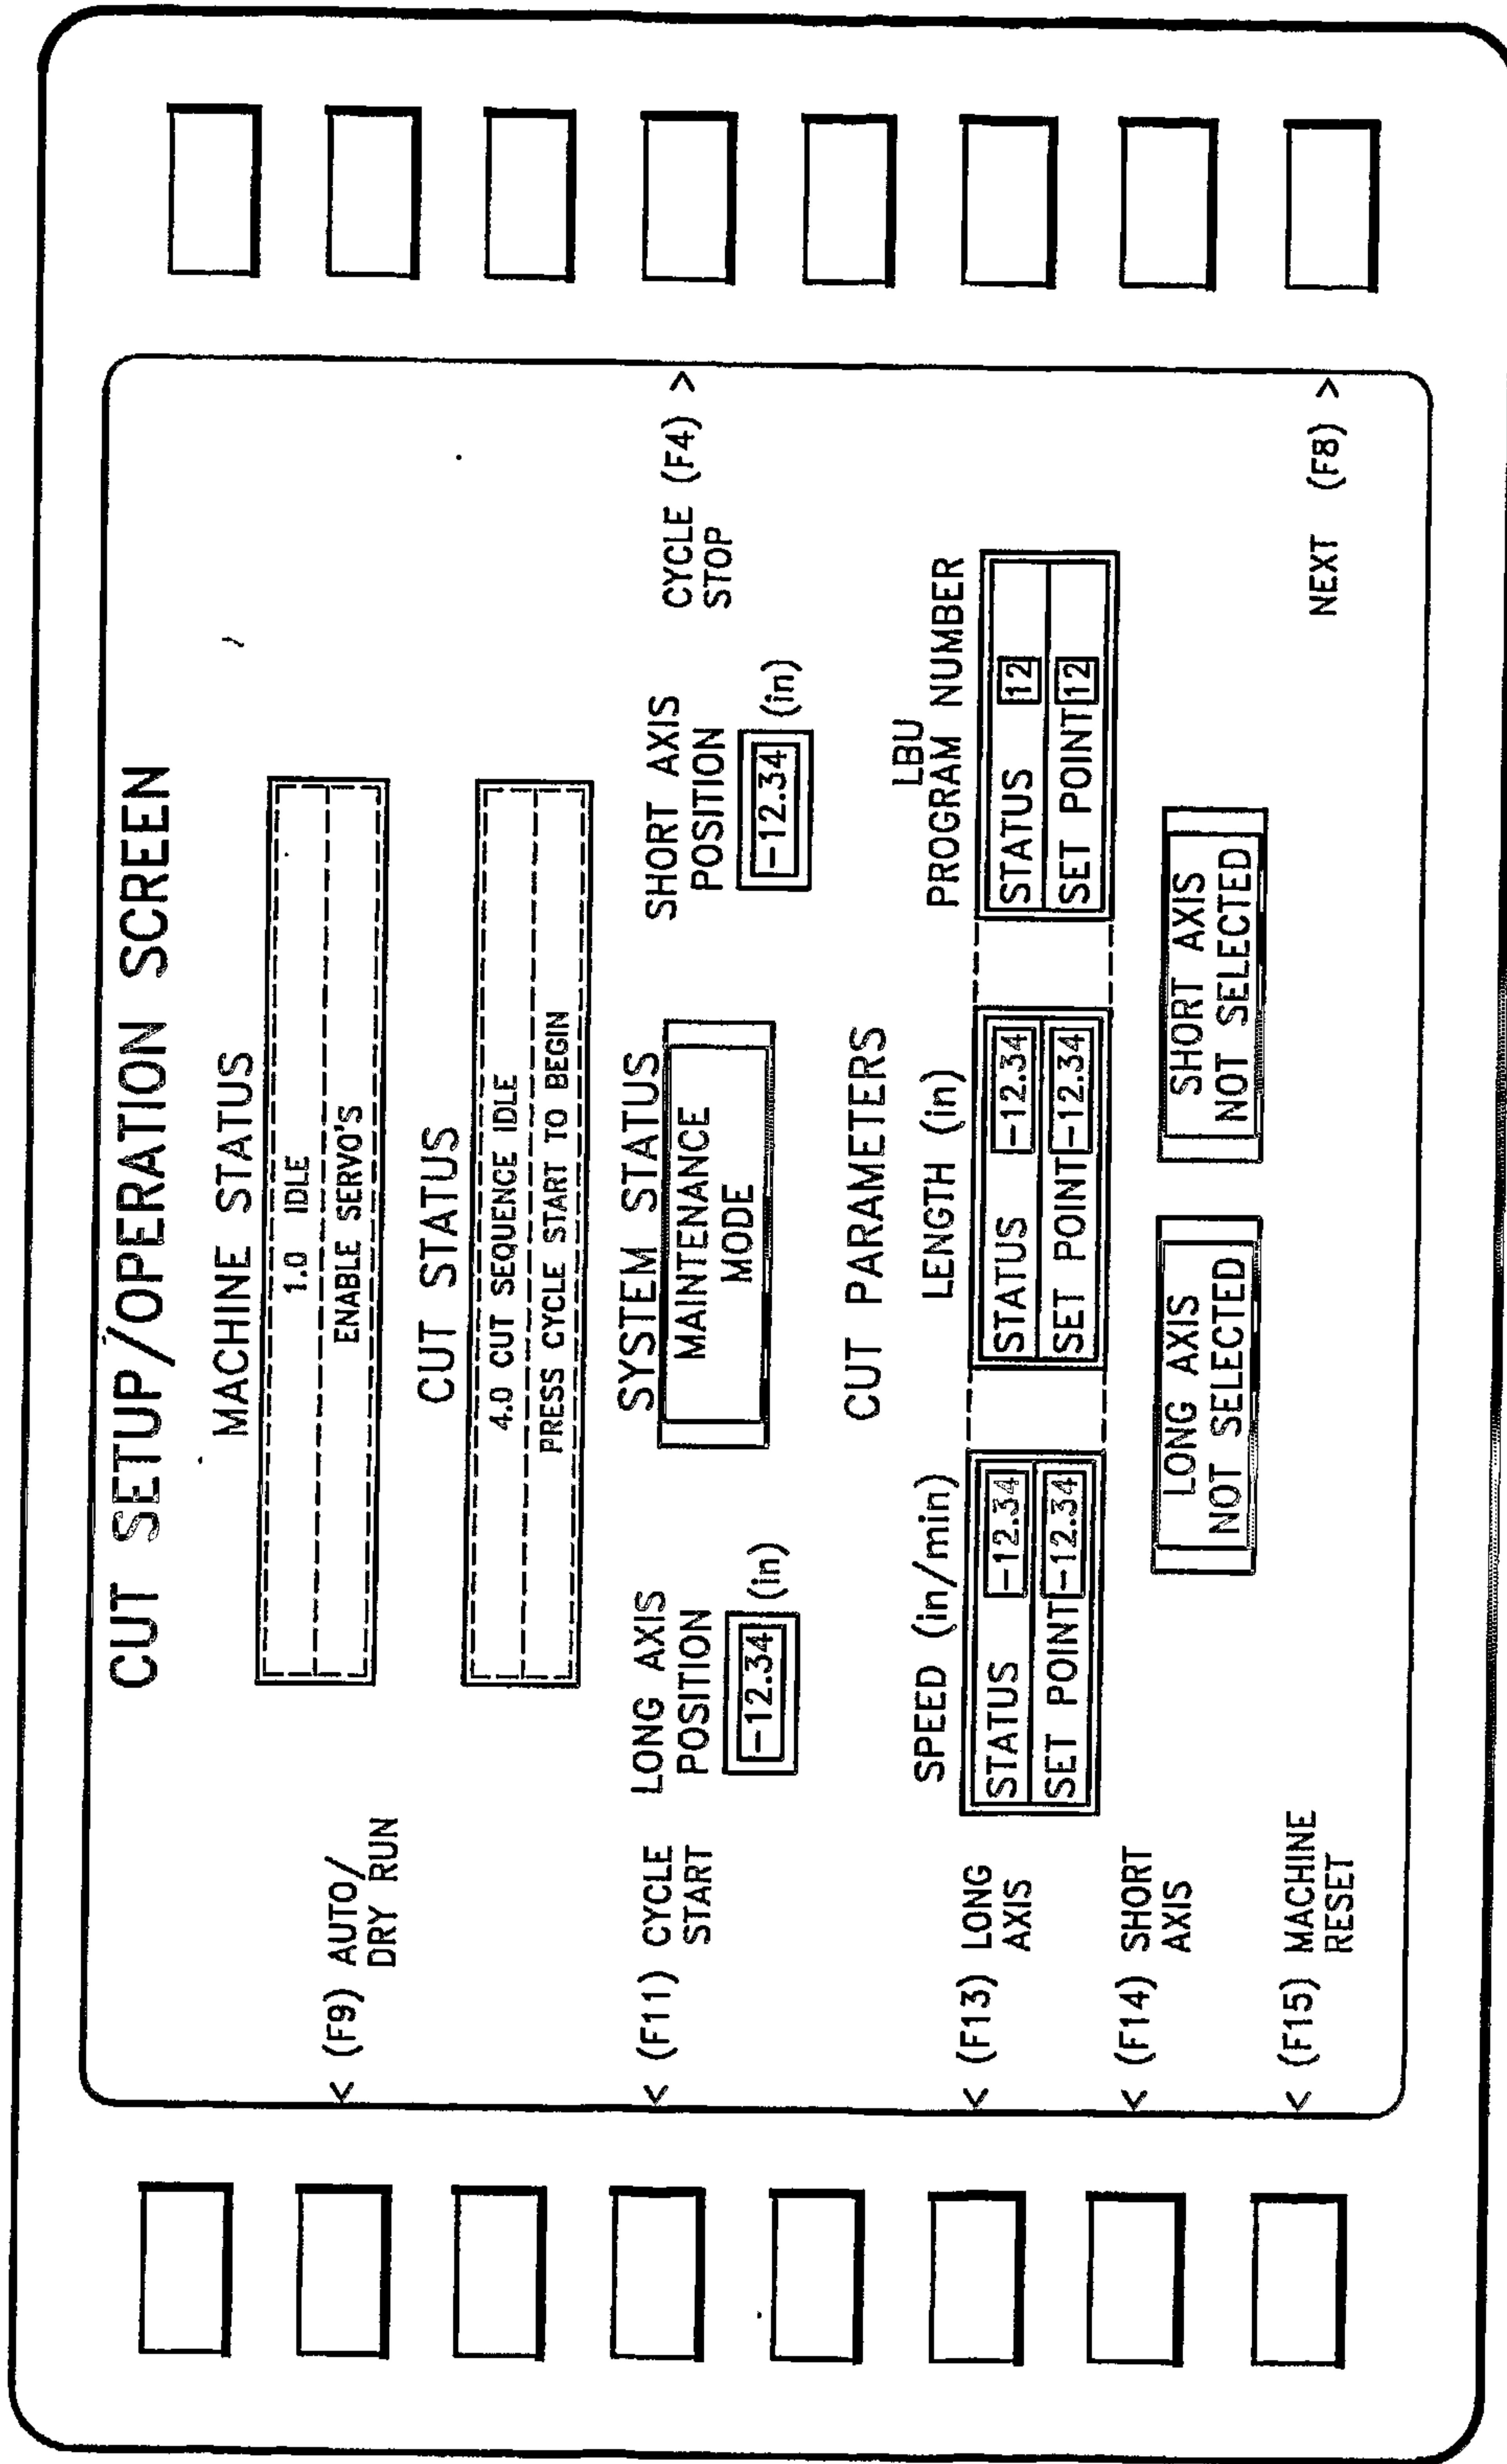 CUT SETUP/OPERATION SCREEN
MACHINE STATUS
1.0 IDLE
ENABLE SERVO'S
< (F9) AUTO/
DRY RUN
CUT STATUS
4.0 CUT SEQUENCE IDLE
PRESS CYCLE START TO BEGIN
< (F11) CYCLE
START
LONG AXIS
POSITION
-12.34 (in)
SYSTEM STATUS
MAINTENANCE
MODE
SHORT AXIS
POSITION
-12.34 (in)
CYCLE (F4) >
STOP
CUT PARAMETERS
< (F13) LONG
AXIS
SPEED (in/min)
STATUS -12.34
SET POINT -12.34
LENGTH (in)
STATUS -12.34
SET POINT -12.34
LBU
PROGRAM NUMBER
STATUS 12
SET POINT 12
< (F14) SHORT
AXIS
LONG AXIS
NOT SELECTED
SHORT AXIS
NOT SELECTED
< (F15) MACHINE
RESET
NEXT (F8) >